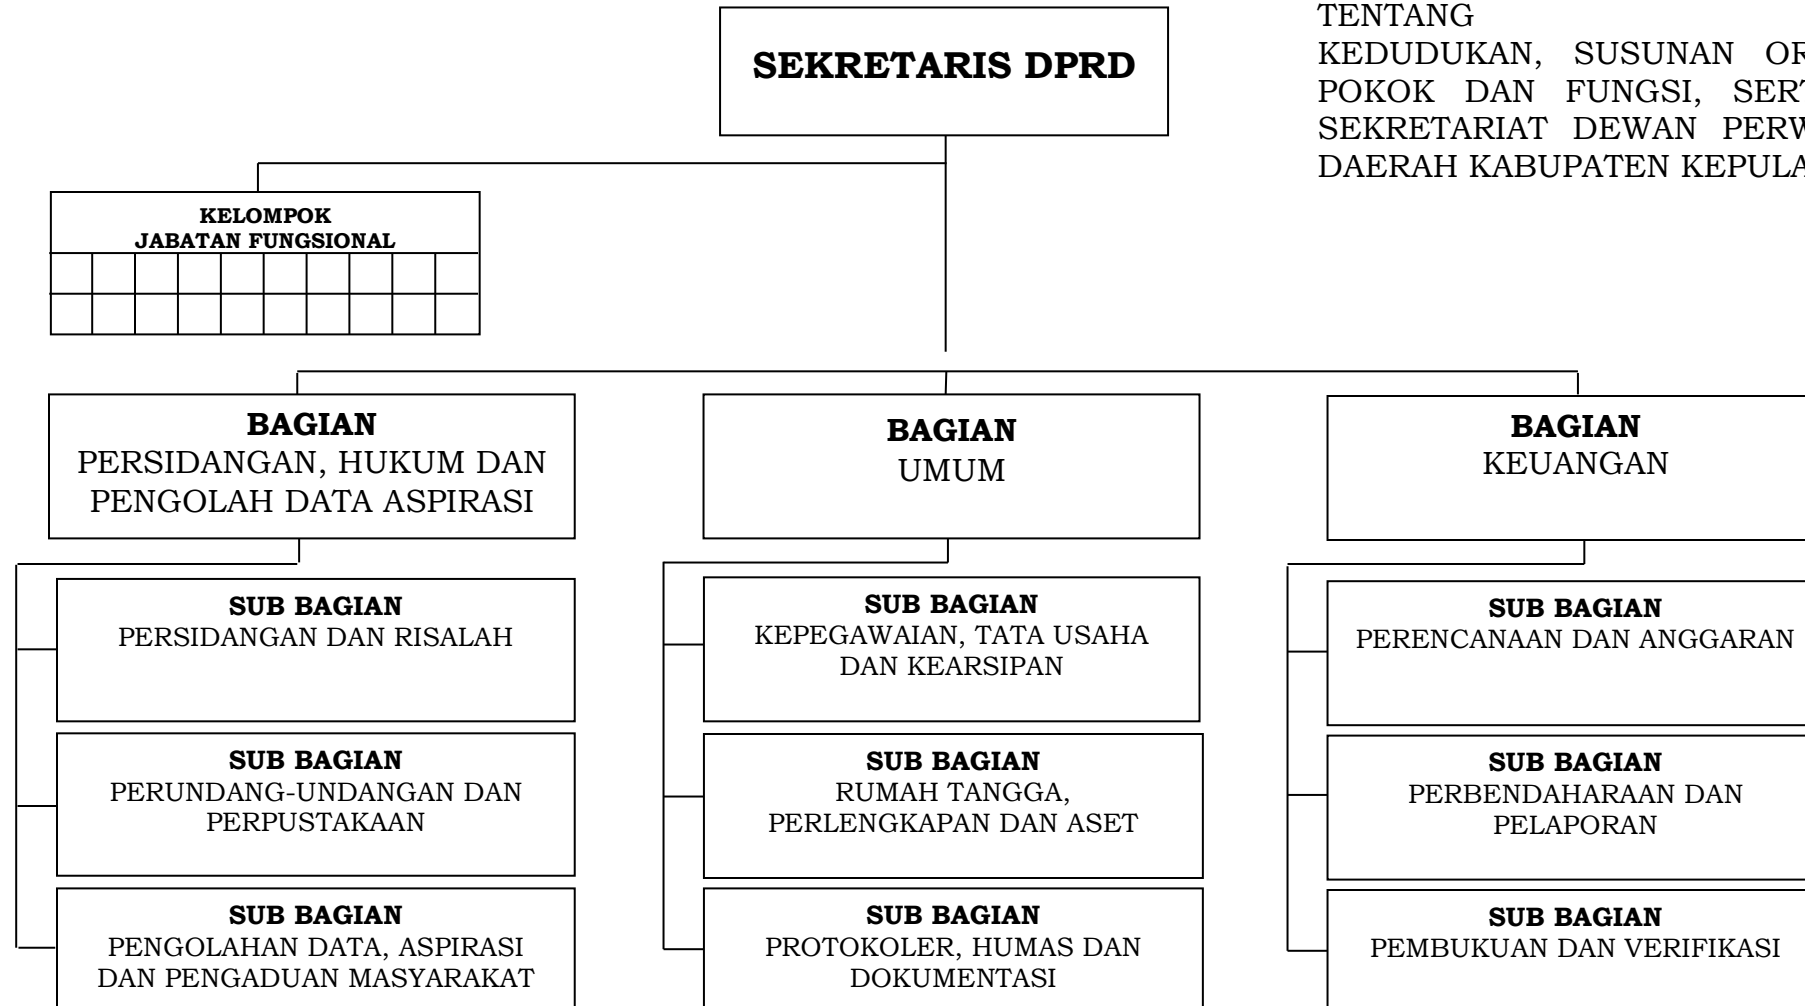 TENTANG
KEDUDUKAN, SUSUNAN
POKOK DAN FUNGSI,
SEKRETARIAT DEWAN
DAERAH KABUPATEN
SEKRETARIS DPRD
KELOMPOK
JABATAN FUNGSIONAL
BAGIAN
PERSIDANGAN, HUKUM DAN
PENGOLAH DATA ASPIRASI
BAGIAN
UMUM
BAGIAN
KEUANGAN
SUB BAGIAN
PERSIDANGAN DAN RISALAH
SUB BAGIAN
PERUNDANG-UNDANGAN DAN
PERPUSTAKAAN
SUB BAGIAN
PENGOLAHAN DATA, ASPIRASI
DAN PENGADUAN MASYARAKAT
SUB BAGIAN
KEPEGAWAIAN, TATA USAHA
DAN KEARSIPAN
SUB BAGIAN
RUMAH TANGGA,
PERLENGKAPAN DAN ASET
SUB BAGIAN
PROTOKOLER, HUMAS DAN
DOKUMENTASI
SUB BAGIAN
PERENCANAAN DAN ANGGARAN
SUB BAGIAN
PERBENDAHARAAN DAN
PELAPORAN
SUB BAGIAN
PEMBUKUAN DAN VERIFIKASI